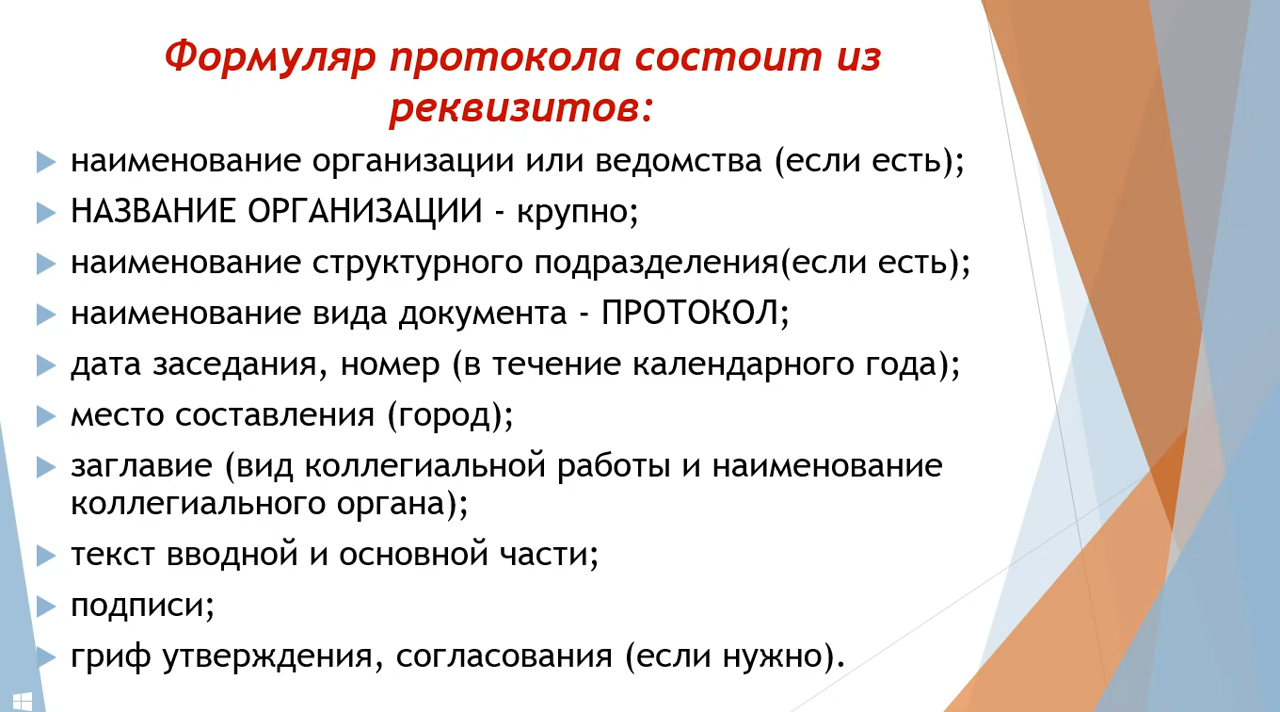 Формуляр протокола состоит из
реквизитов:
наименование организации или ведомства (если есть);
НАЗВАНИЕ ОРГАНИЗАЦИИ - крупно;
наименование структурного подразделения(если есть);
наименование вида документа - ПРОТОКОЛ;
дата заседания, номер (в течение календарного года);
место составления (город);
заглавие (вид коллегиальной работы и наименование
коллегиального органа);
текст вводной и основной части;
подписи;
гриф утверждения, согласования (если нужно).